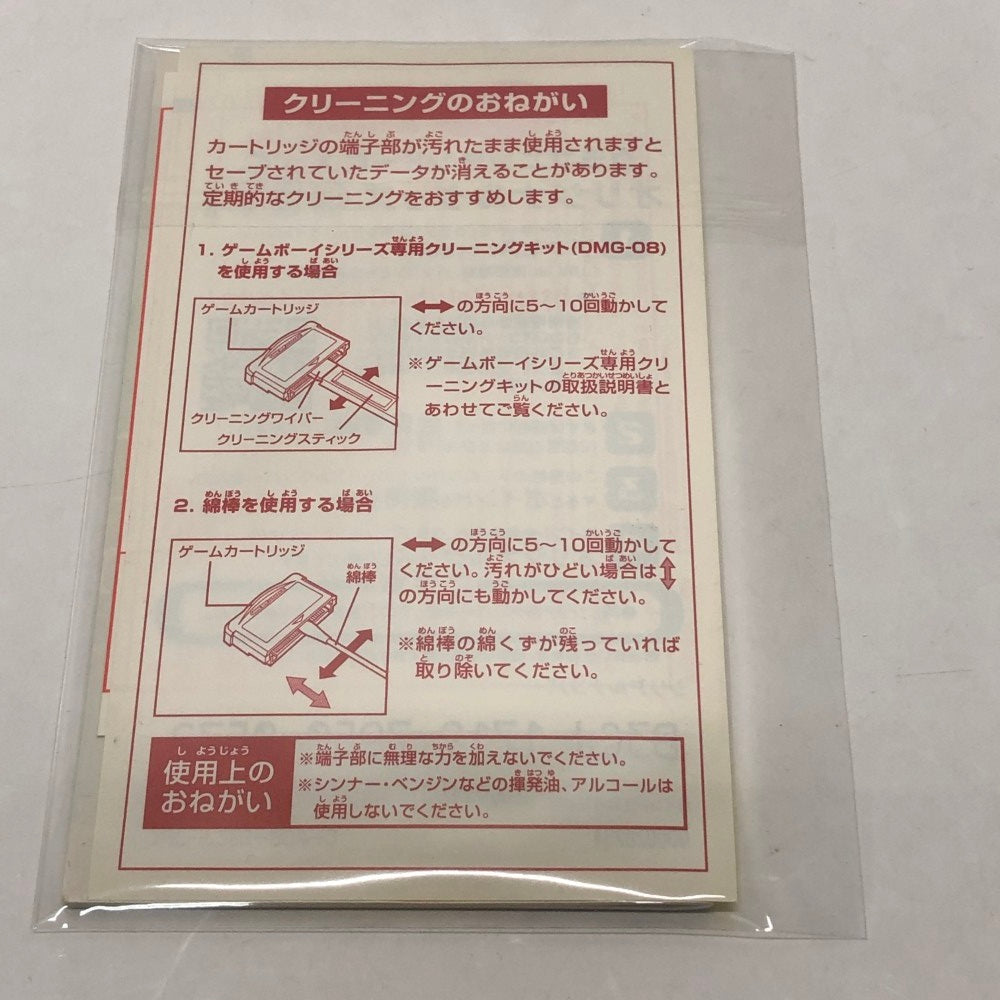 クリーニングのおねがい
カートリッジの端子部が汚れたまま使用されますと
セーブされていたデータが消えることがあります。
定期的なクリーニングをおすすめします。
1. ゲームボーイシリーズ専用クリーニングキット(DMG-08)
を使用する場合
ゲームカートリッジ
クリーニングワイパー
クリーニングスティック
⟷の方向に5〜10回動かして
ください。
※ゲームボーイシリーズ専用クリ
ーニングキットの取扱説明書と
あわせてご覧ください。
2. 綿棒を使用する場合
ゲームカートリッジ
綿棒
⟷の方向に5〜10回動かして
ください。汚れがひどい場合は↕
の方向にも動かしてください。
※綿棒の綿くずが残っていれば
取り除いてください。
使用上の
おねがい
※端子部に無理な力を加えないでください。
※シンナー・ベンジンなどの揮発油、アルコールは
使用しないでください。